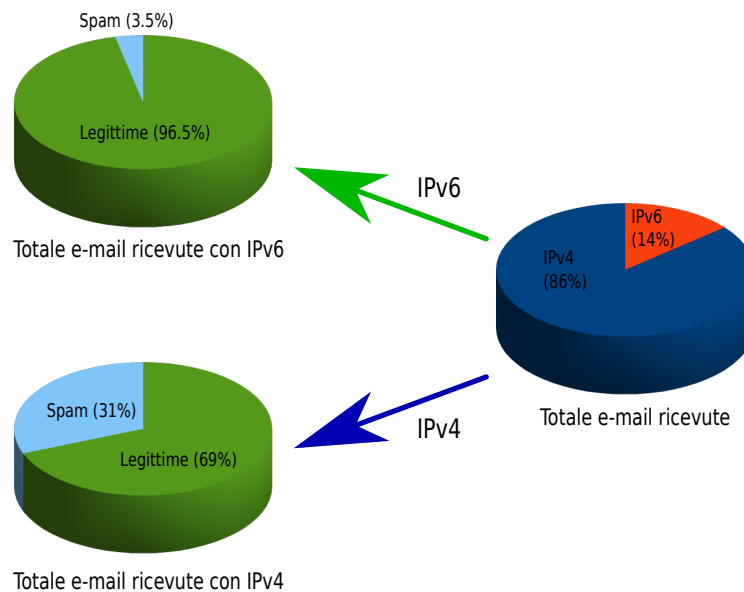 Spam (3.5%)
Legittime (96.5%)
Totale e-mail ricevute con IPv6
IPv6
IPv6
(14%)
IPv4
(86%)
Totale e-mail ricevute
IPv4
Spam (31%)
Legittime (69%)
Totale e-mail ricevute con IPv4